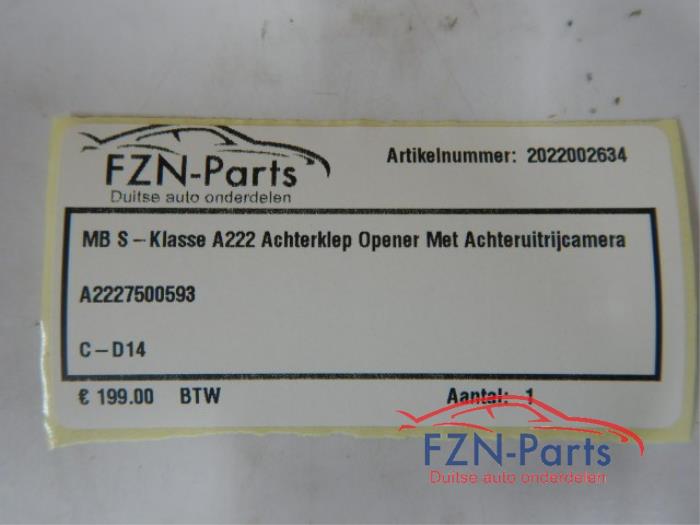 FZN-Parts
Duitse auto onderdelen
Artikelnummer: 2022002634
MB S-Klasse A222 Achterklep Opener Met Achteruitrijcamera
A2227500593
C-D14
€ 199.00 BTW
Aantal: 1
FZN-Parts
Duitse auto onderdelen